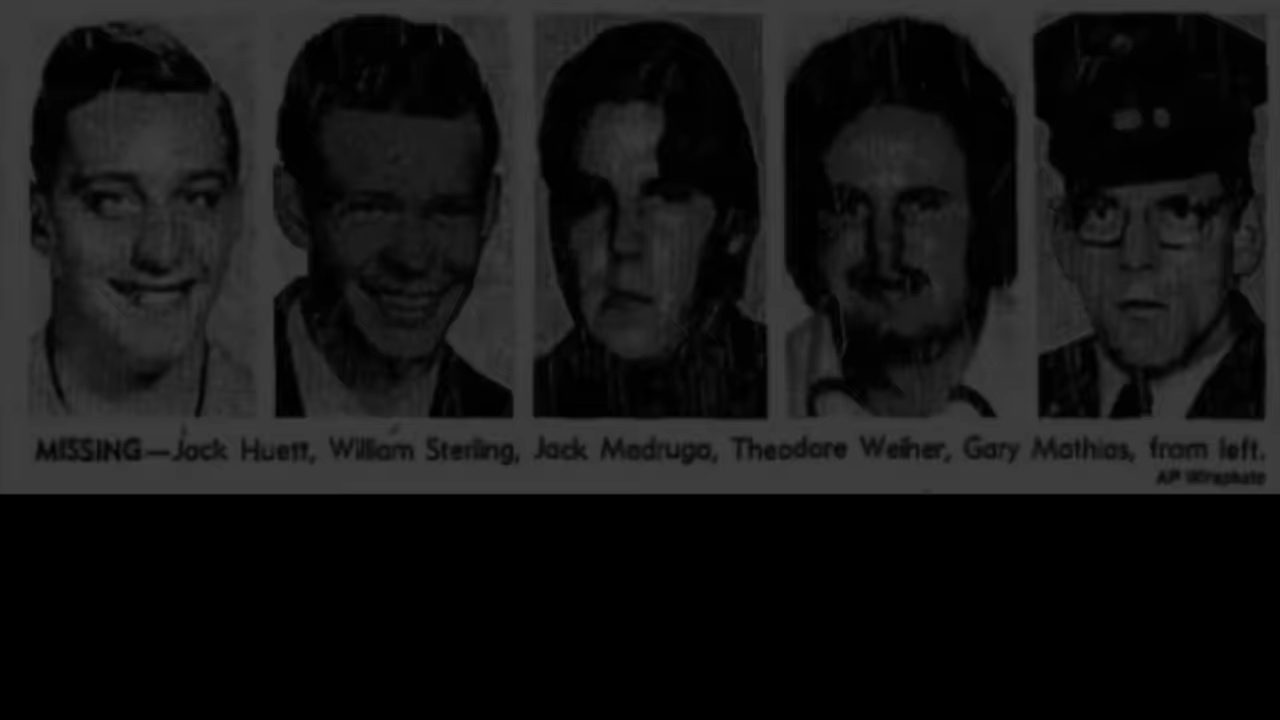 MISSING—Jack Huett, William Sterling, Jack Madruga, Theodore Weiher, Gary Mathias, from left.
AP Wirephoto